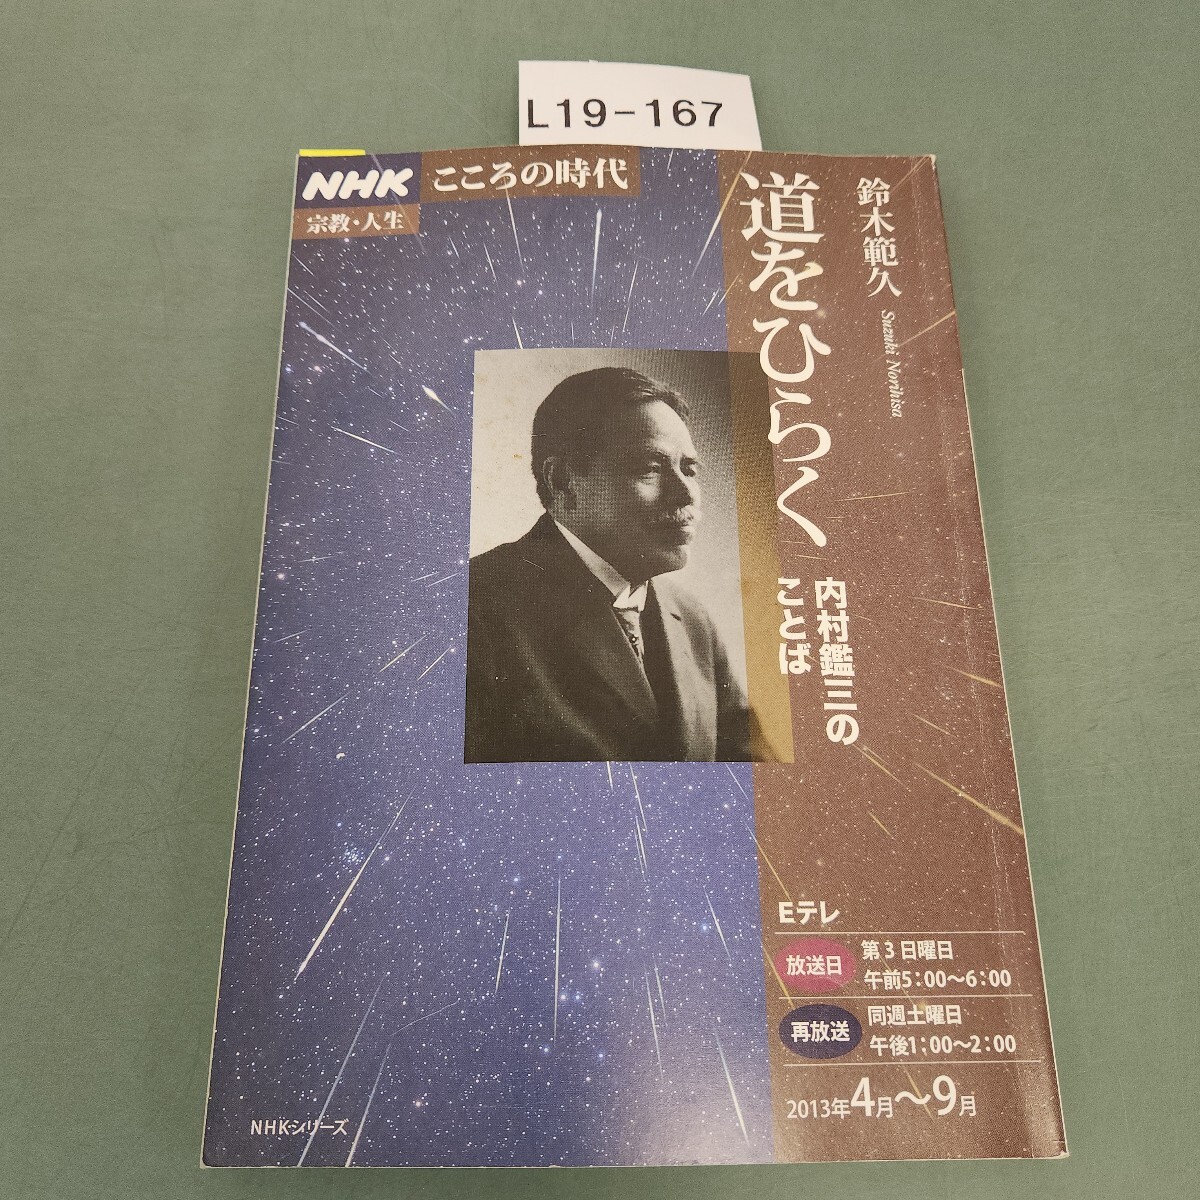 L19-167
NHK
こころの時代
宗教・人生
鈴木範久
Suzuki Norihisa
道をひらく
内村鑑三の
ことば
Eテレ
放送日
第3日曜日
午前5:00〜6:00
再放送
同週土曜日
午後1:00〜2:00
2013年4月〜9月
NHKシリーズ